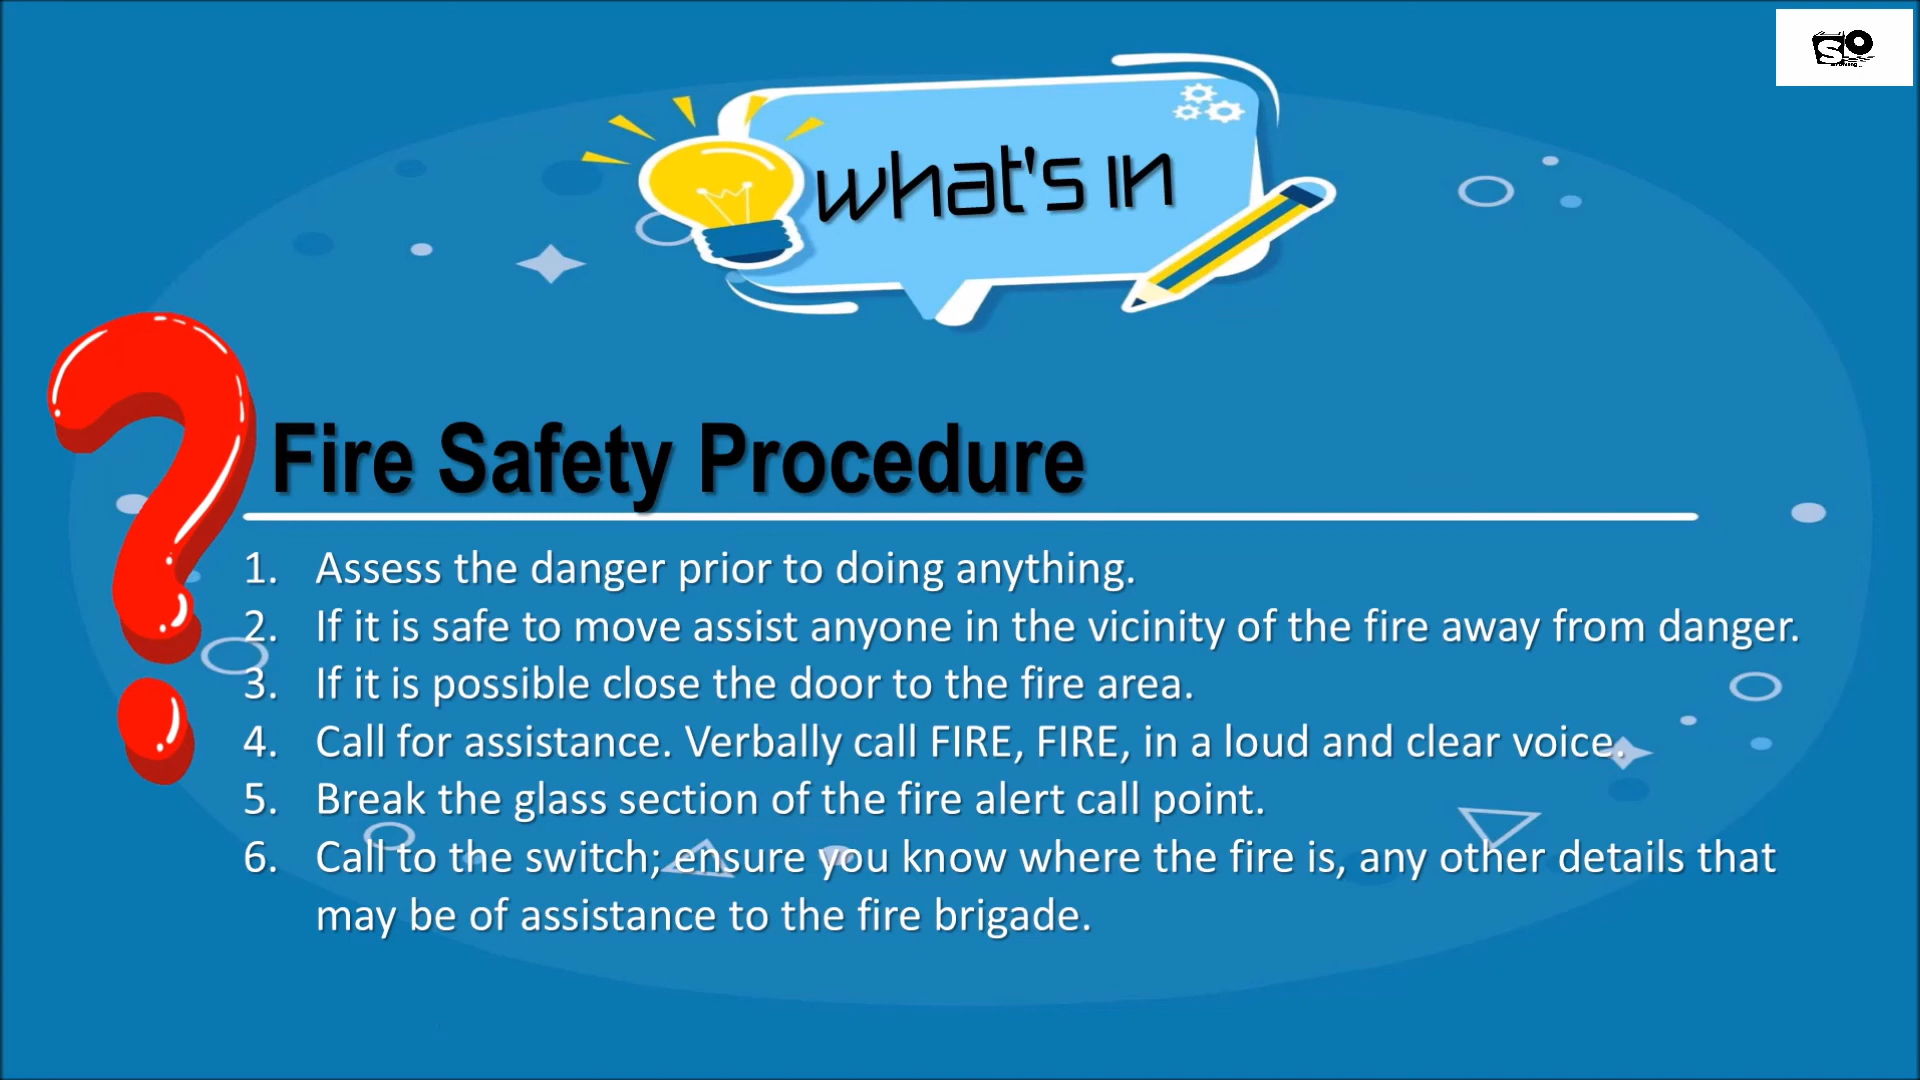 SO
what's in
Fire Safety Procedure
1. Assess the danger prior to doing anything.
2. If it is safe to move assist anyone in the vicinity of the fire away from danger.
3. If it is possible close the door to the fire area.
4. Call for assistance. Verbally call FIRE, FIRE, in a loud and clear voice.
5. Break the glass section of the fire alert call point.
6. Call to the switch; ensure you know where the fire is, any other details that
may be of assistance to the fire brigade.